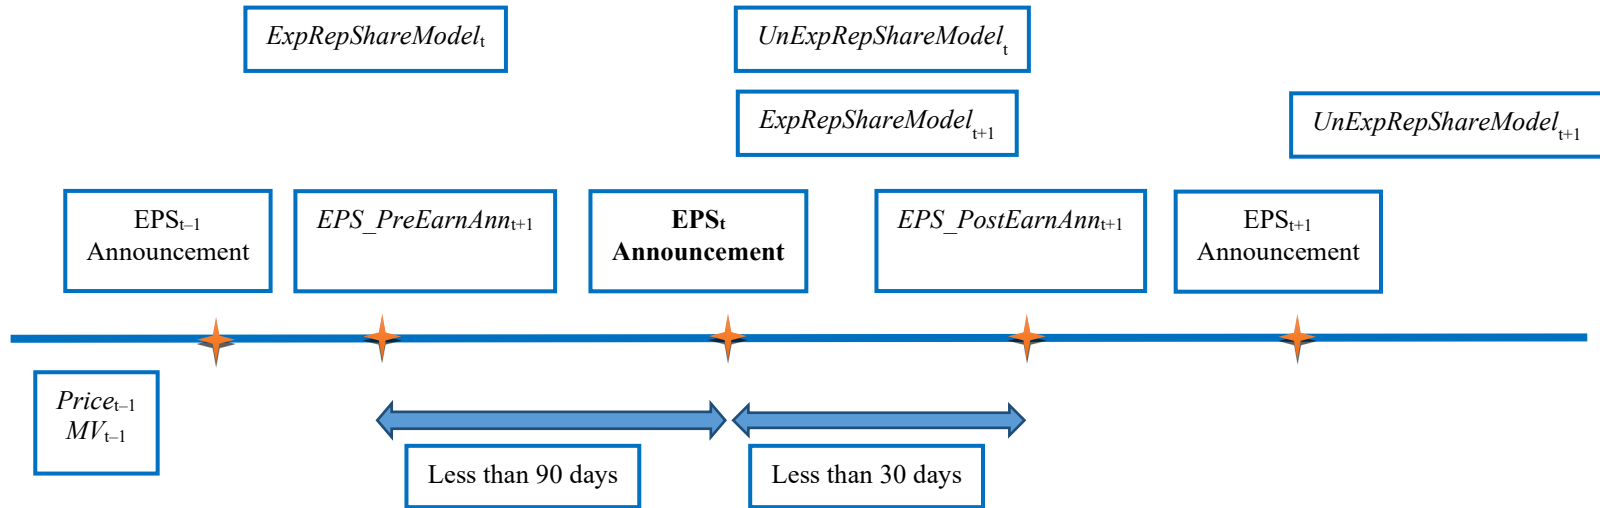 ExpRepShareModelt
UnExpRepShareModelt
ExpRepShareModelt+1
UnExpRepShareModelt+1
EPSt–1
Announcement
EPS_PreEarnAnnt+1
EPSt
Announcement
EPS_PostEarnAnnt+1
EPSt+1
Announcement
Pricet–1
MVt–1
Less than 90 days
Less than 30 days